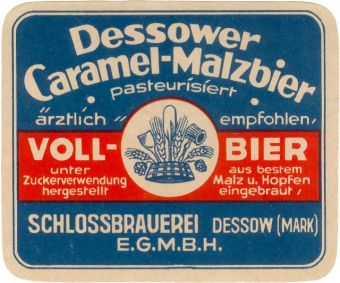 Dessower
Caramel-Malzbier
· pasteurisiert ·
ärztlich „ empfohlen,
VOLL-BIER
unter
Zuckerverwendung
hergestellt
aus bestem
Malz u. Hopfen
eingebraut,
SCHLOSSBRAUEREI DESSOW (MARK)
E.G.M.B.H.